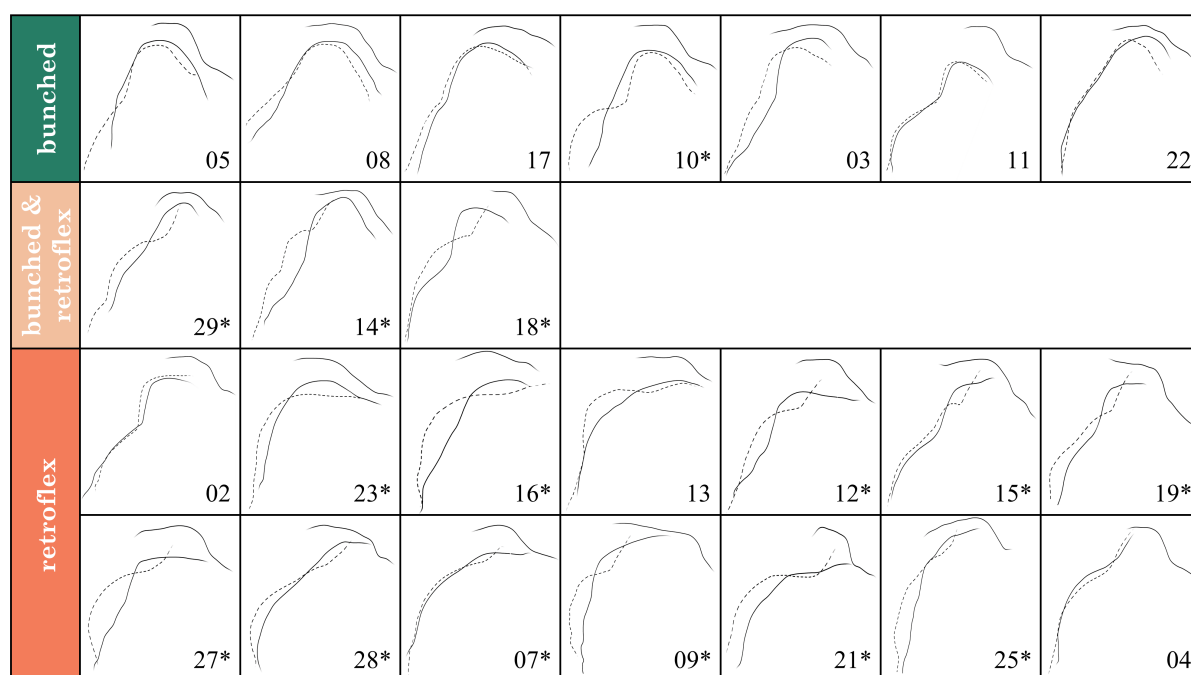 bunched
05 08 17 10* 03 11 22
bunched &
retroflex
29* 14* 18*
retroflex
02 23* 16* 13 12* 15* 19*
27* 28* 07* 09* 21* 25* 04